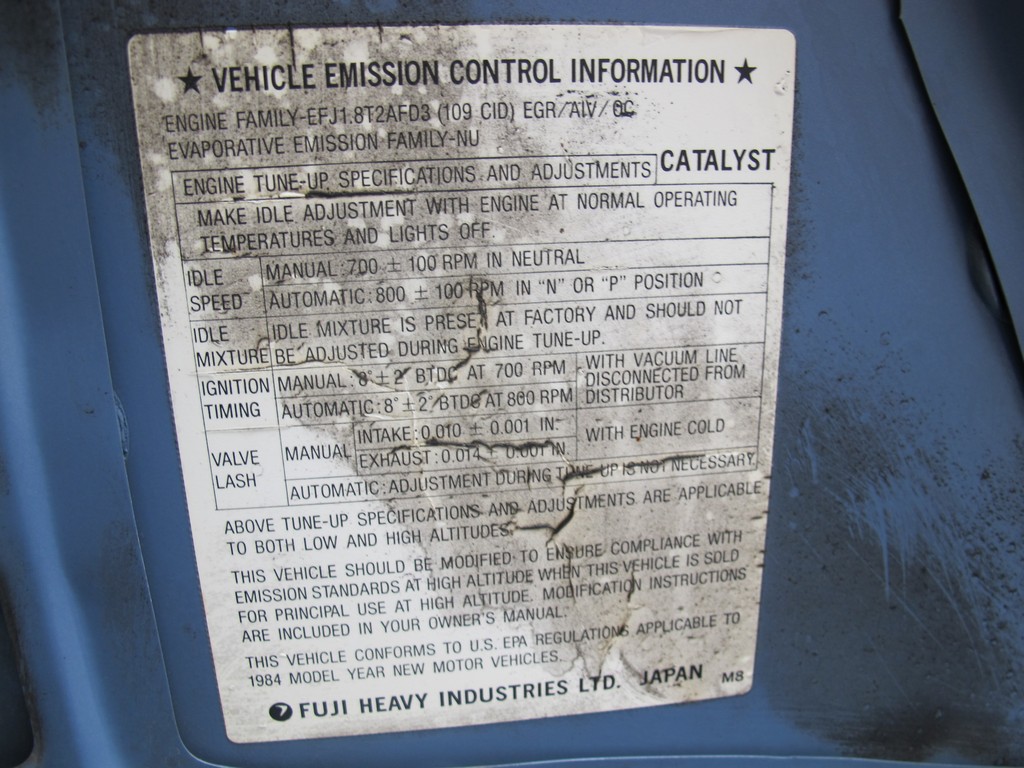 ★ VEHICLE EMISSION CONTROL INFORMATION ★
ENGINE FAMILY-EFJ1.8T2AFD3 (109 CID) EGR/AIV/OC
EVAPORATIVE EMISSION FAMILY-NU
CATALYST
ENGINE TUNE-UP SPECIFICATIONS AND ADJUSTMENTS
MAKE IDLE ADJUSTMENT WITH ENGINE AT NORMAL OPERATING
TEMPERATURES AND LIGHTS OFF.
IDLE
SPEED
MANUAL:700 ± 100 RPM IN NEUTRAL
AUTOMATIC:800 ± 100 RPM IN "N" OR "P" POSITION
IDLE
MIXTURE
IDLE MIXTURE IS PRESET AT FACTORY AND SHOULD NOT
BE ADJUSTED DURING ENGINE TUNE-UP.
IGNITION
TIMING
MANUAL:8°±2° BTDC AT 700 RPM
AUTOMATIC:8°±2° BTDC AT 800 RPM
WITH VACUUM LINE
DISCONNECTED FROM
DISTRIBUTOR
VALVE
LASH
MANUAL
INTAKE:0.010 ± 0.001 IN.
EXHAUST:0.014 ± 0.001 IN
WITH ENGINE COLD
AUTOMATIC:ADJUSTMENT DURING TUNE-UP IS NOT NECESSARY.
ABOVE TUNE-UP SPECIFICATIONS AND ADJUSTMENTS ARE APPLICABLE
TO BOTH LOW AND HIGH ALTITUDES.
THIS VEHICLE SHOULD BE MODIFIED TO ENSURE COMPLIANCE WITH
EMISSION STANDARDS AT HIGH ALTITUDE WHEN THIS VEHICLE IS SOLD
FOR PRINCIPAL USE AT HIGH ALTITUDE. MODIFICATION INSTRUCTIONS
ARE INCLUDED IN YOUR OWNER'S MANUAL.
THIS VEHICLE CONFORMS TO U.S. EPA REGULATIONS APPLICABLE TO
1984 MODEL YEAR NEW MOTOR VEHICLES.
7 FUJI HEAVY INDUSTRIES LTD. JAPAN M8